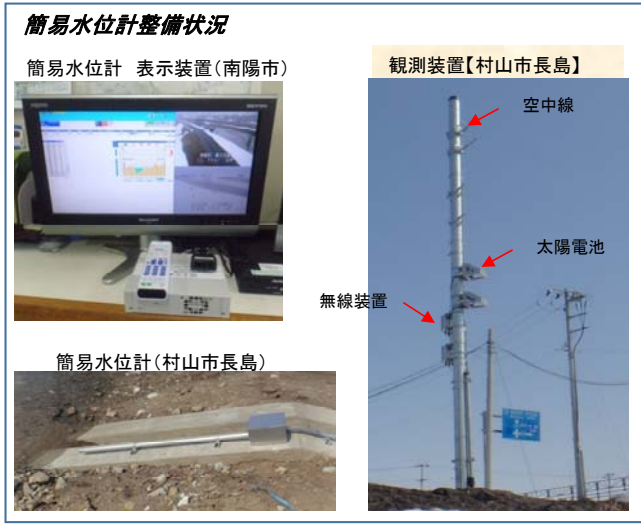 簡易水位計整備状況
簡易水位計 表示装置(南陽市)
観測装置【村山市長島】
空中線
太陽電池
無線装置
簡易水位計(村山市長島)
SHARP